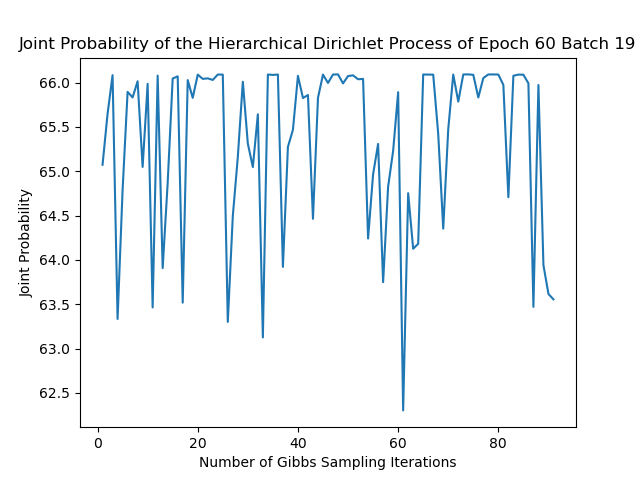 Joint Probability of the Hierarchical Dirichlet Process of Epoch 60 Batch 19
Joint Probability
66.0
65.5
65.0
64.5
64.0
63.5
63.0
62.5
0 20 40 60 80
Number of Gibbs Sampling Iterations